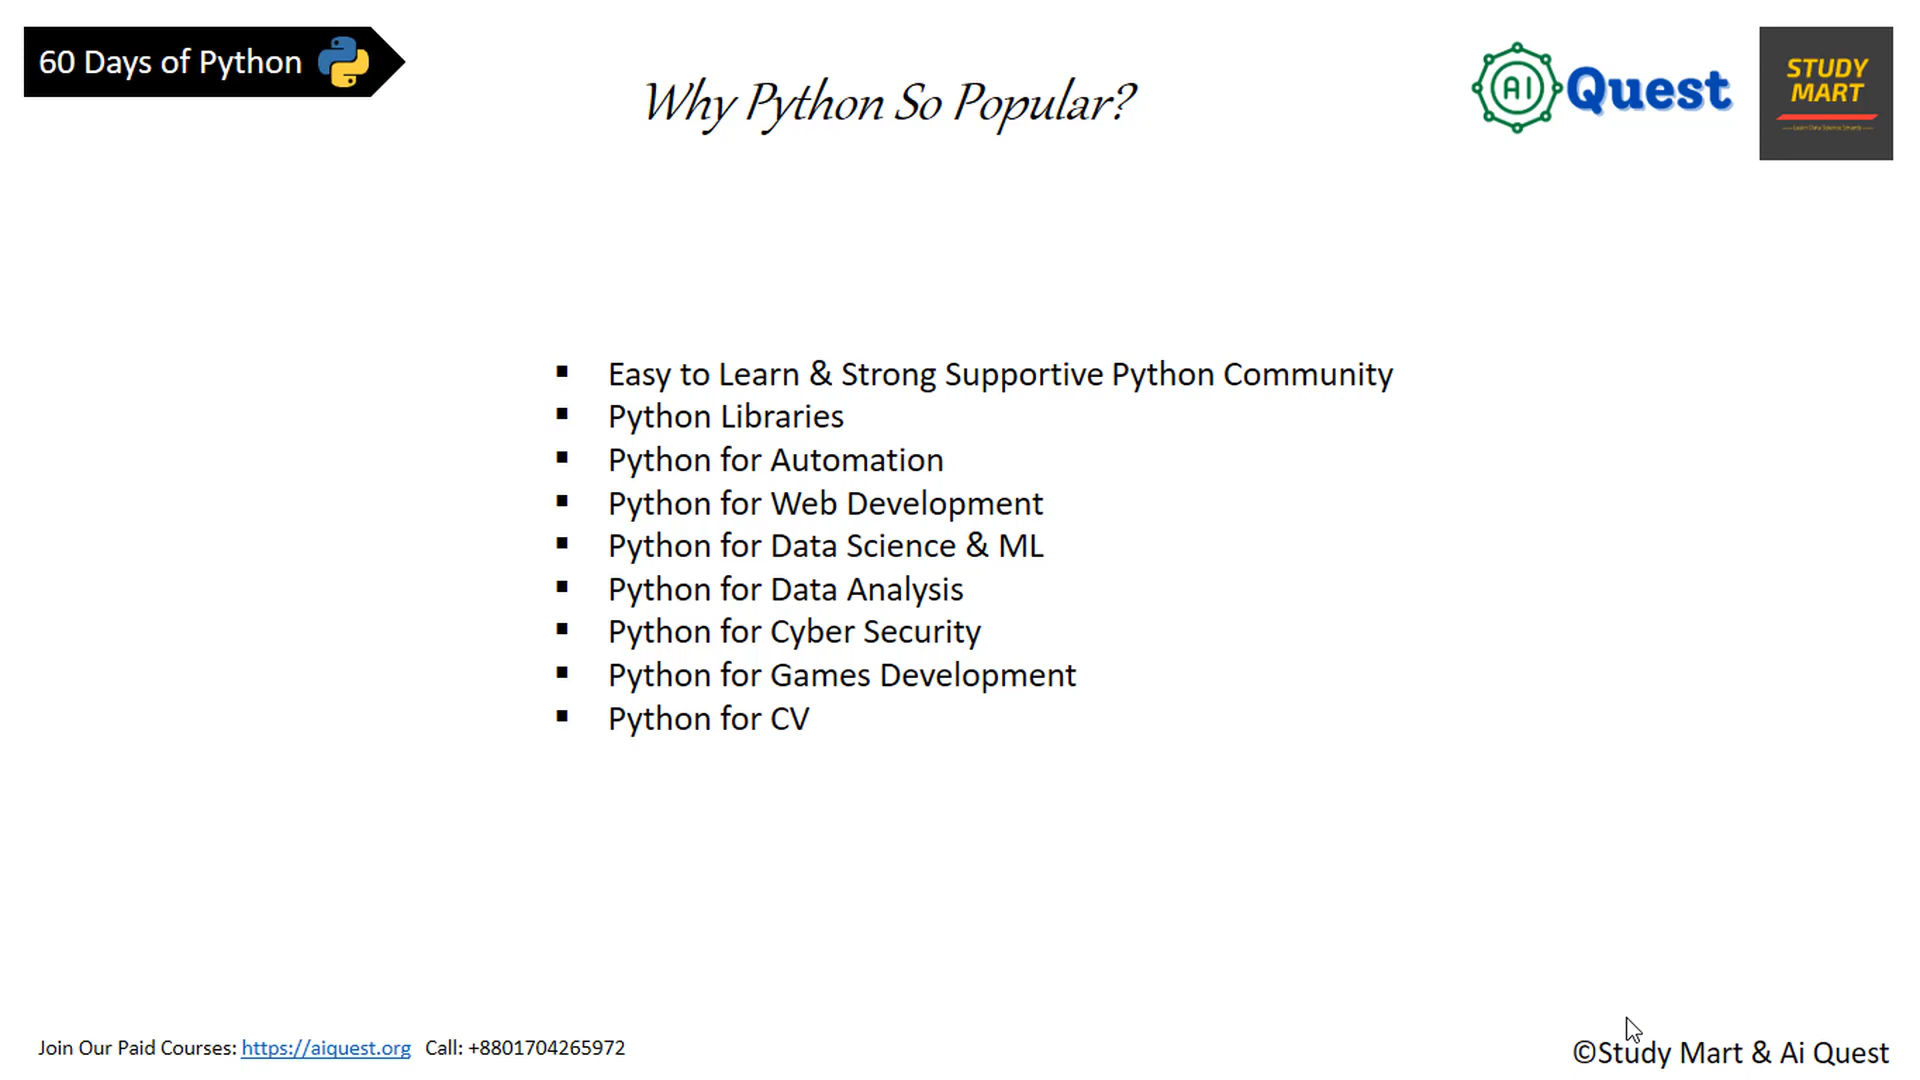 60 Days of Python
Why Python So Popular?
AI Quest
STUDY
MART
Easy to Learn & Strong Supportive Python Community
Python Libraries
Python for Automation
Python for Web Development
Python for Data Science & ML
Python for Data Analysis
Python for Cyber Security
Python for Games Development
Python for CV
Join Our Paid Courses: https://aiquest.org Call: +8801704265972
©Study Mart & Ai Quest